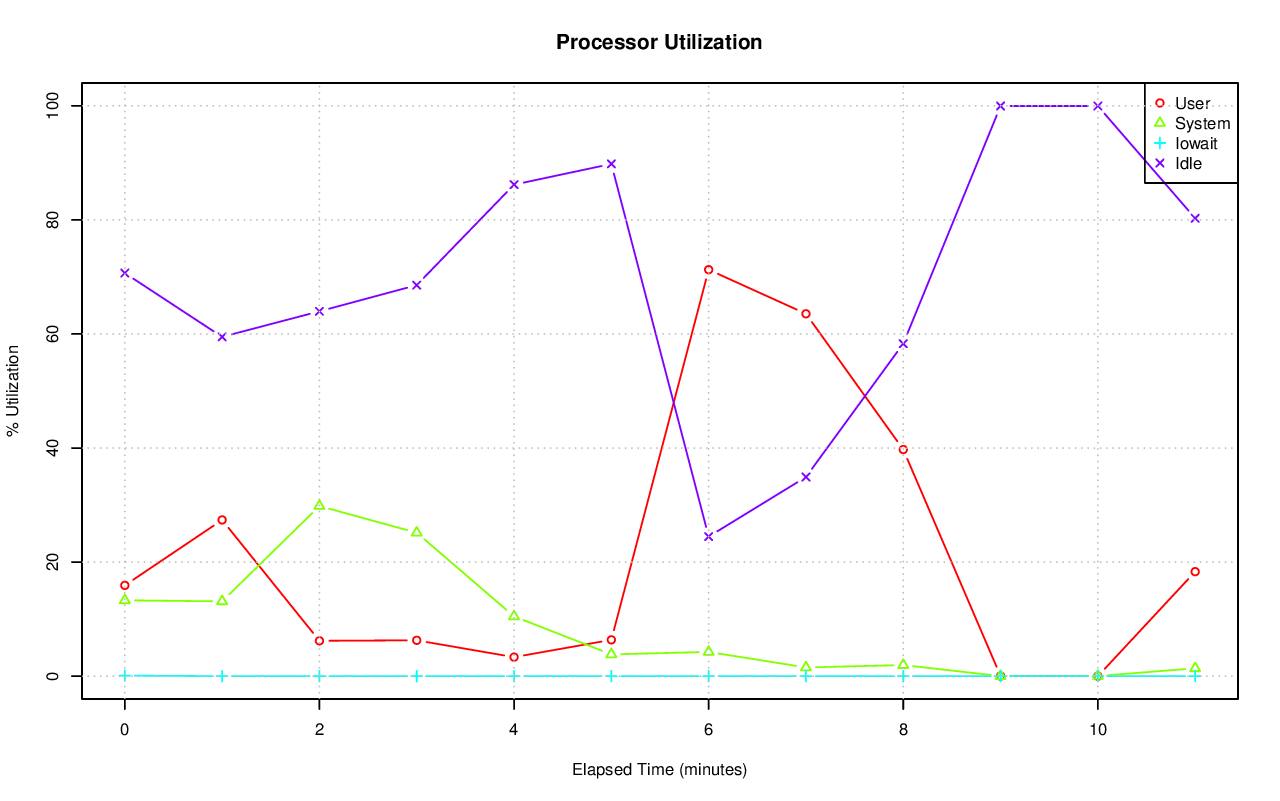 Processor Utilization
User
System
Iowait
Idle
% Utilization
100
80
60
40
20
0
0 2 4 6 8 10
Elapsed Time (minutes)